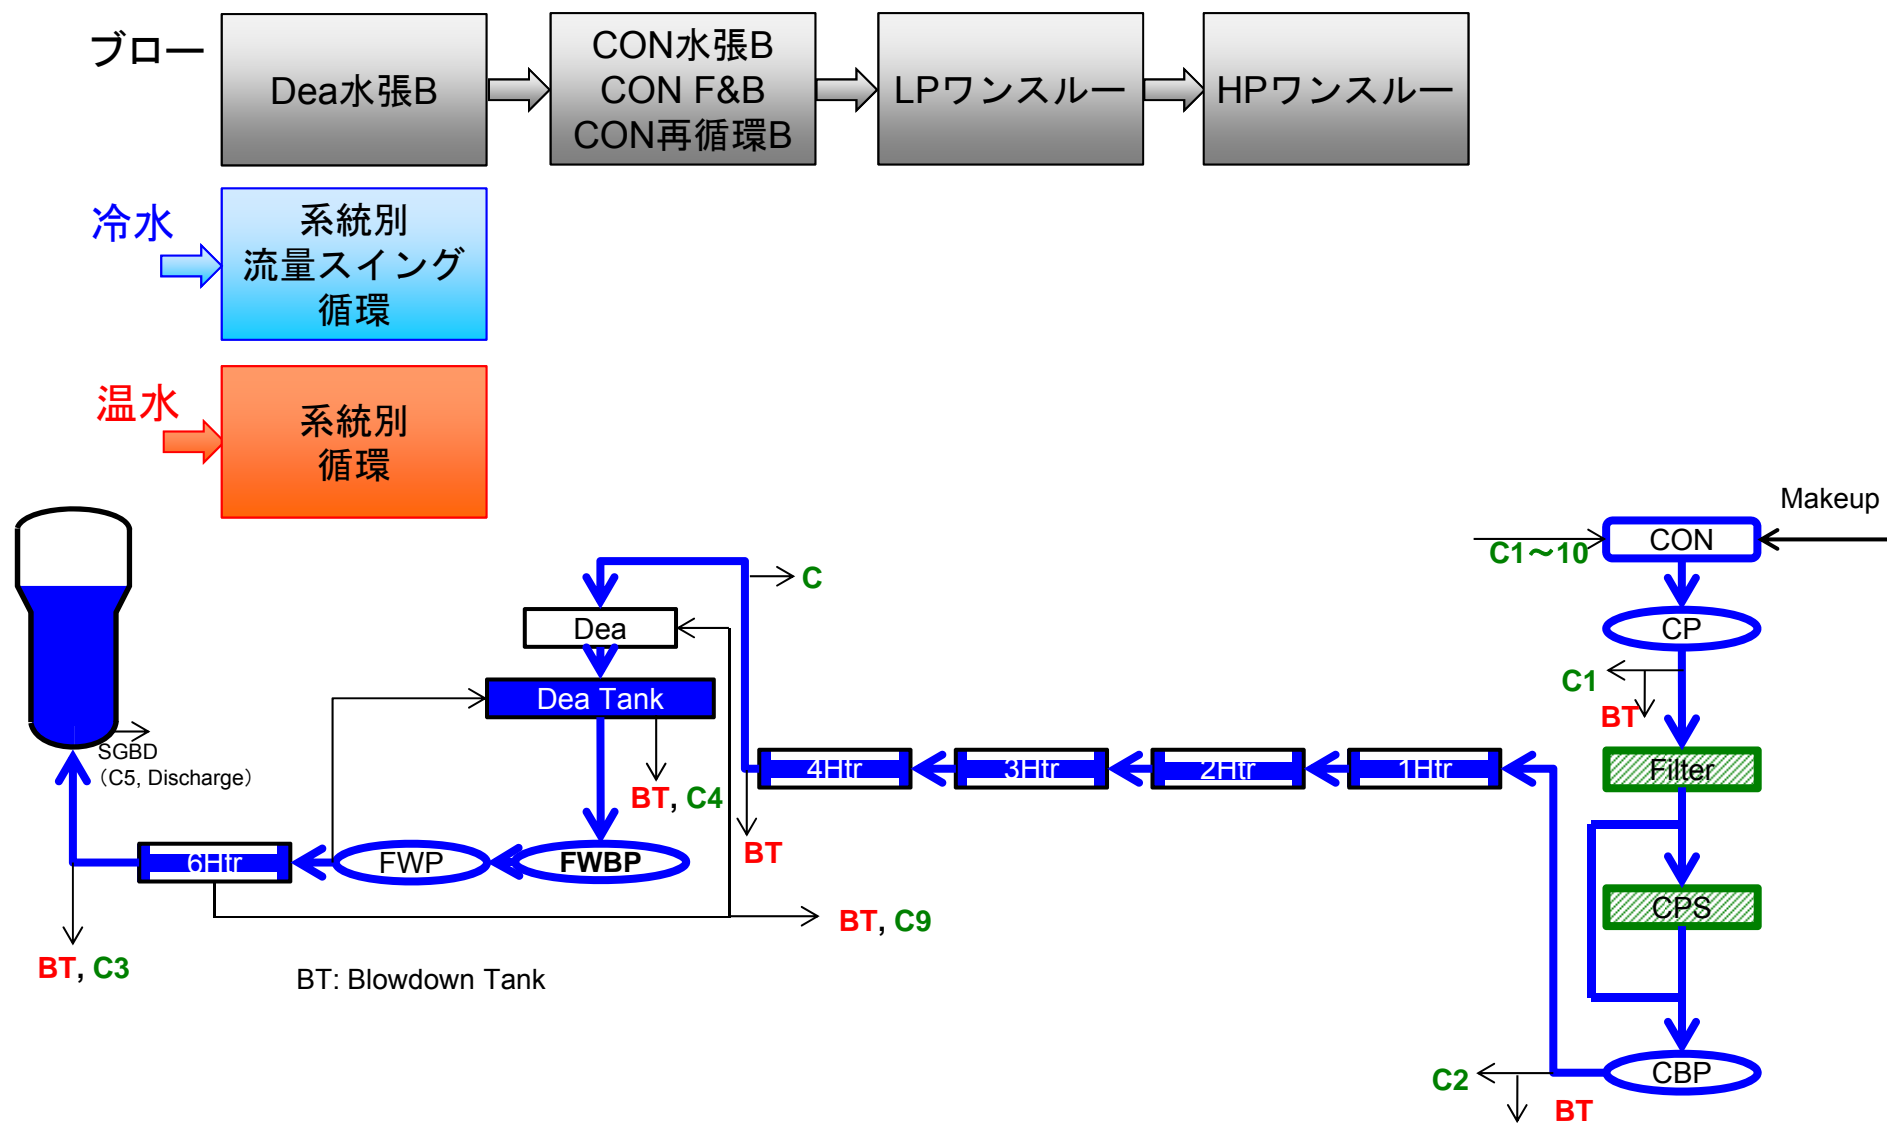 ブロー
Dea水張B
CON水張B
CON F&B
CON再循環B
LPワンスルー
HPワンスルー
冷水
系統別
流量スイング
循環
温水
系統別
循環
Makeup
CON
C1～10
C
Dea
CP
C1
BT
Dea Tank
SGBD
（C5, Discharge）
4Htr
3Htr
2Htr
1Htr
Filter
BT, C4
BT
6Htr
FWP
FWBP
CPS
BT, C9
BT, C3
BT: Blowdown Tank
C2
CBP
BT